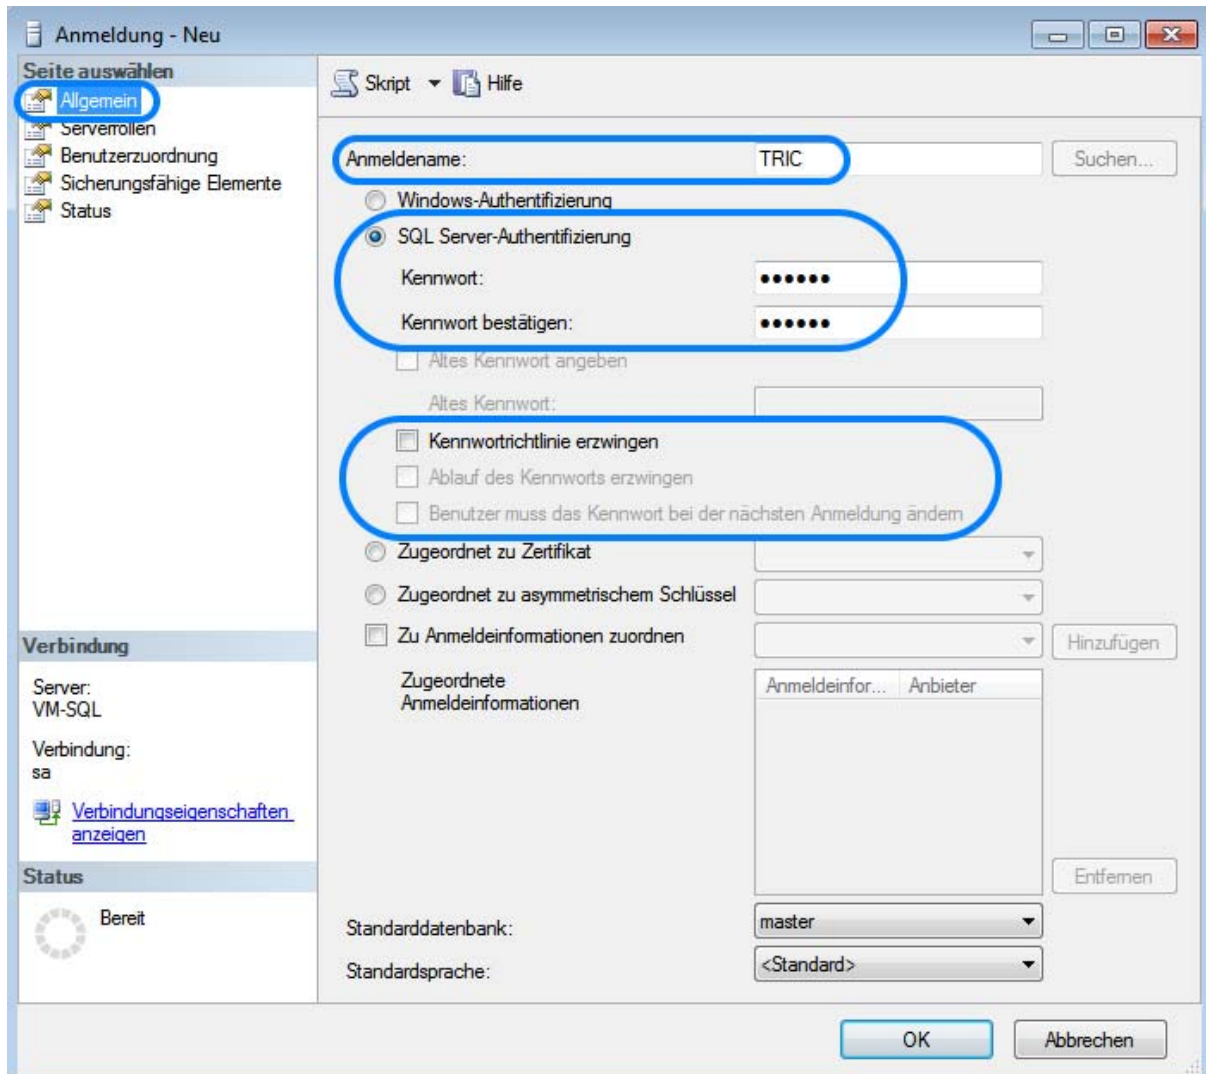 Anmeldung - Neu
Seite auswählen
Allgemein
Serverrollen
Benutzerzuordnung
Sicherungsfähige Elemente
Status
Verbindung
Server:
VM-SQL
Verbindung:
sa
Verbindungseigenschaften
anzeigen
Status
Bereit
Skript Hilfe
Anmeldename: TRIC Suchen...
Windows-Authentifizierung
SQL Server-Authentifizierung
Kennwort: ●●●●●●
Kennwort bestätigen: ●●●●●●
Altes Kennwort angeben
Altes Kennwort:
Kennwortrichtlinie erzwingen
Ablauf des Kennworts erzwingen
Benutzer muss das Kennwort bei der nächsten Anmeldung ändern
Zugeordnet zu Zertifikat
Zugeordnet zu asymmetrischem Schlüssel
Zu Anmeldeinformationen zuordnen Hinzufügen
Zugeordnete
Anmeldeinformationen
Anmeldeinfor... Anbieter
Entfernen
Standarddatenbank: master
Standardsprache: <Standard>
OK Abbrechen